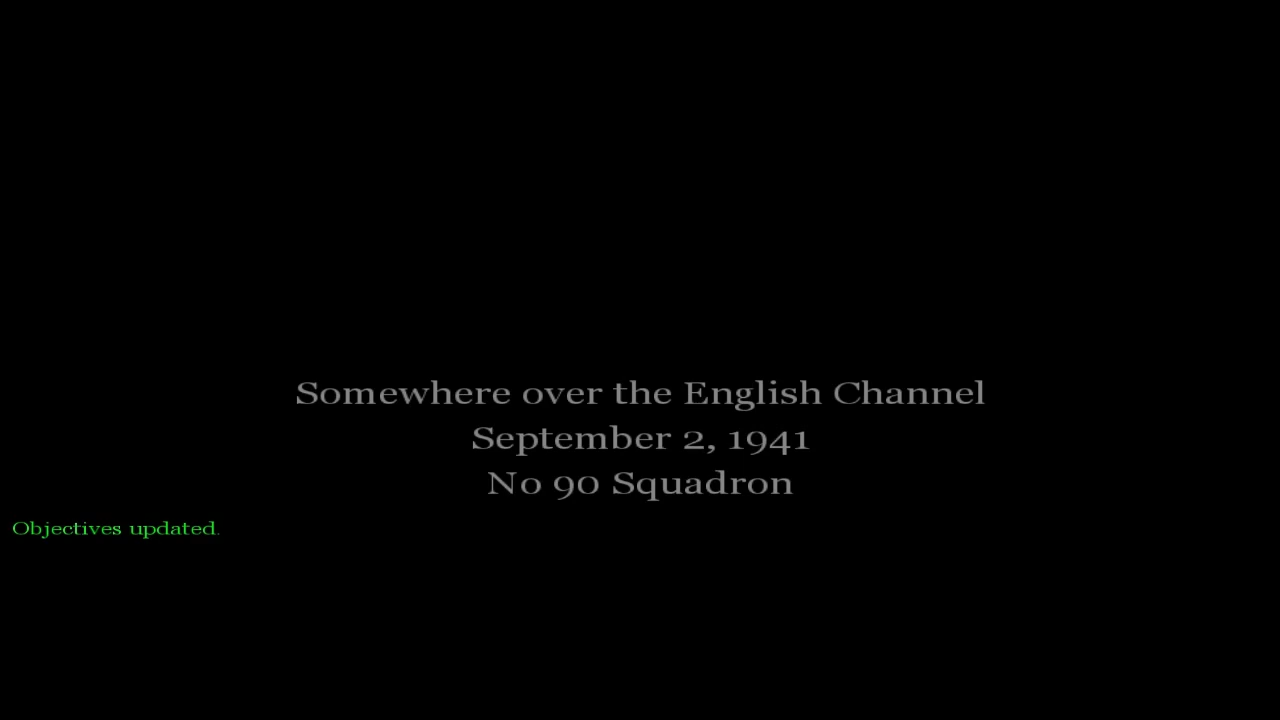 Somewhere over the English Channel
September 2, 1941
No 90 Squadron
Objectives updated.